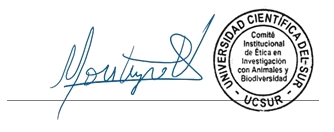 UNIVERSIDAD CIENTÍFICA DEL SUR
Comité
Institucional
de Ética en
Investigación
con Animales y
Biodiversidad
- UCSUR -